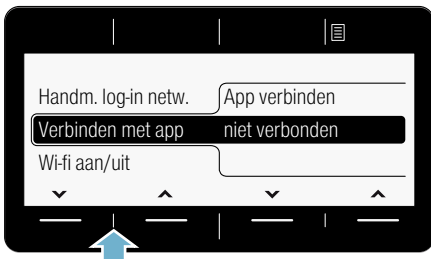 Handm. log-in netw. App verbinden
Verbinden met app niet verbonden
Wi-fi aan/uit